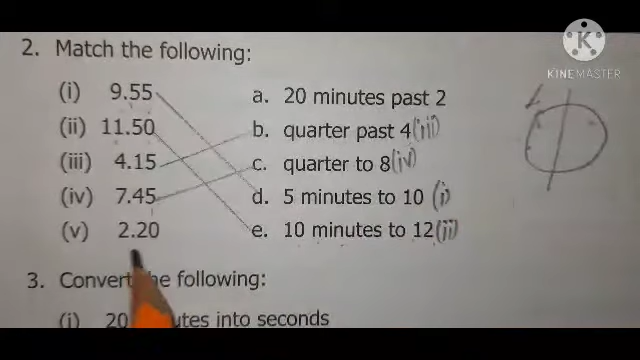 2. Match the following:
(i) 9.55 a. 20 minutes past 2
(ii) 11.50 b. quarter past 4 (iii)
(iii) 4.15 c. quarter to 8 (iv)
(iv) 7.45 d. 5 minutes to 10 (i)
(v) 2.20 e. 10 minutes to 12 (ii)
3. Convert the following:
(i) 20 minutes into seconds
K
KINEMASTER